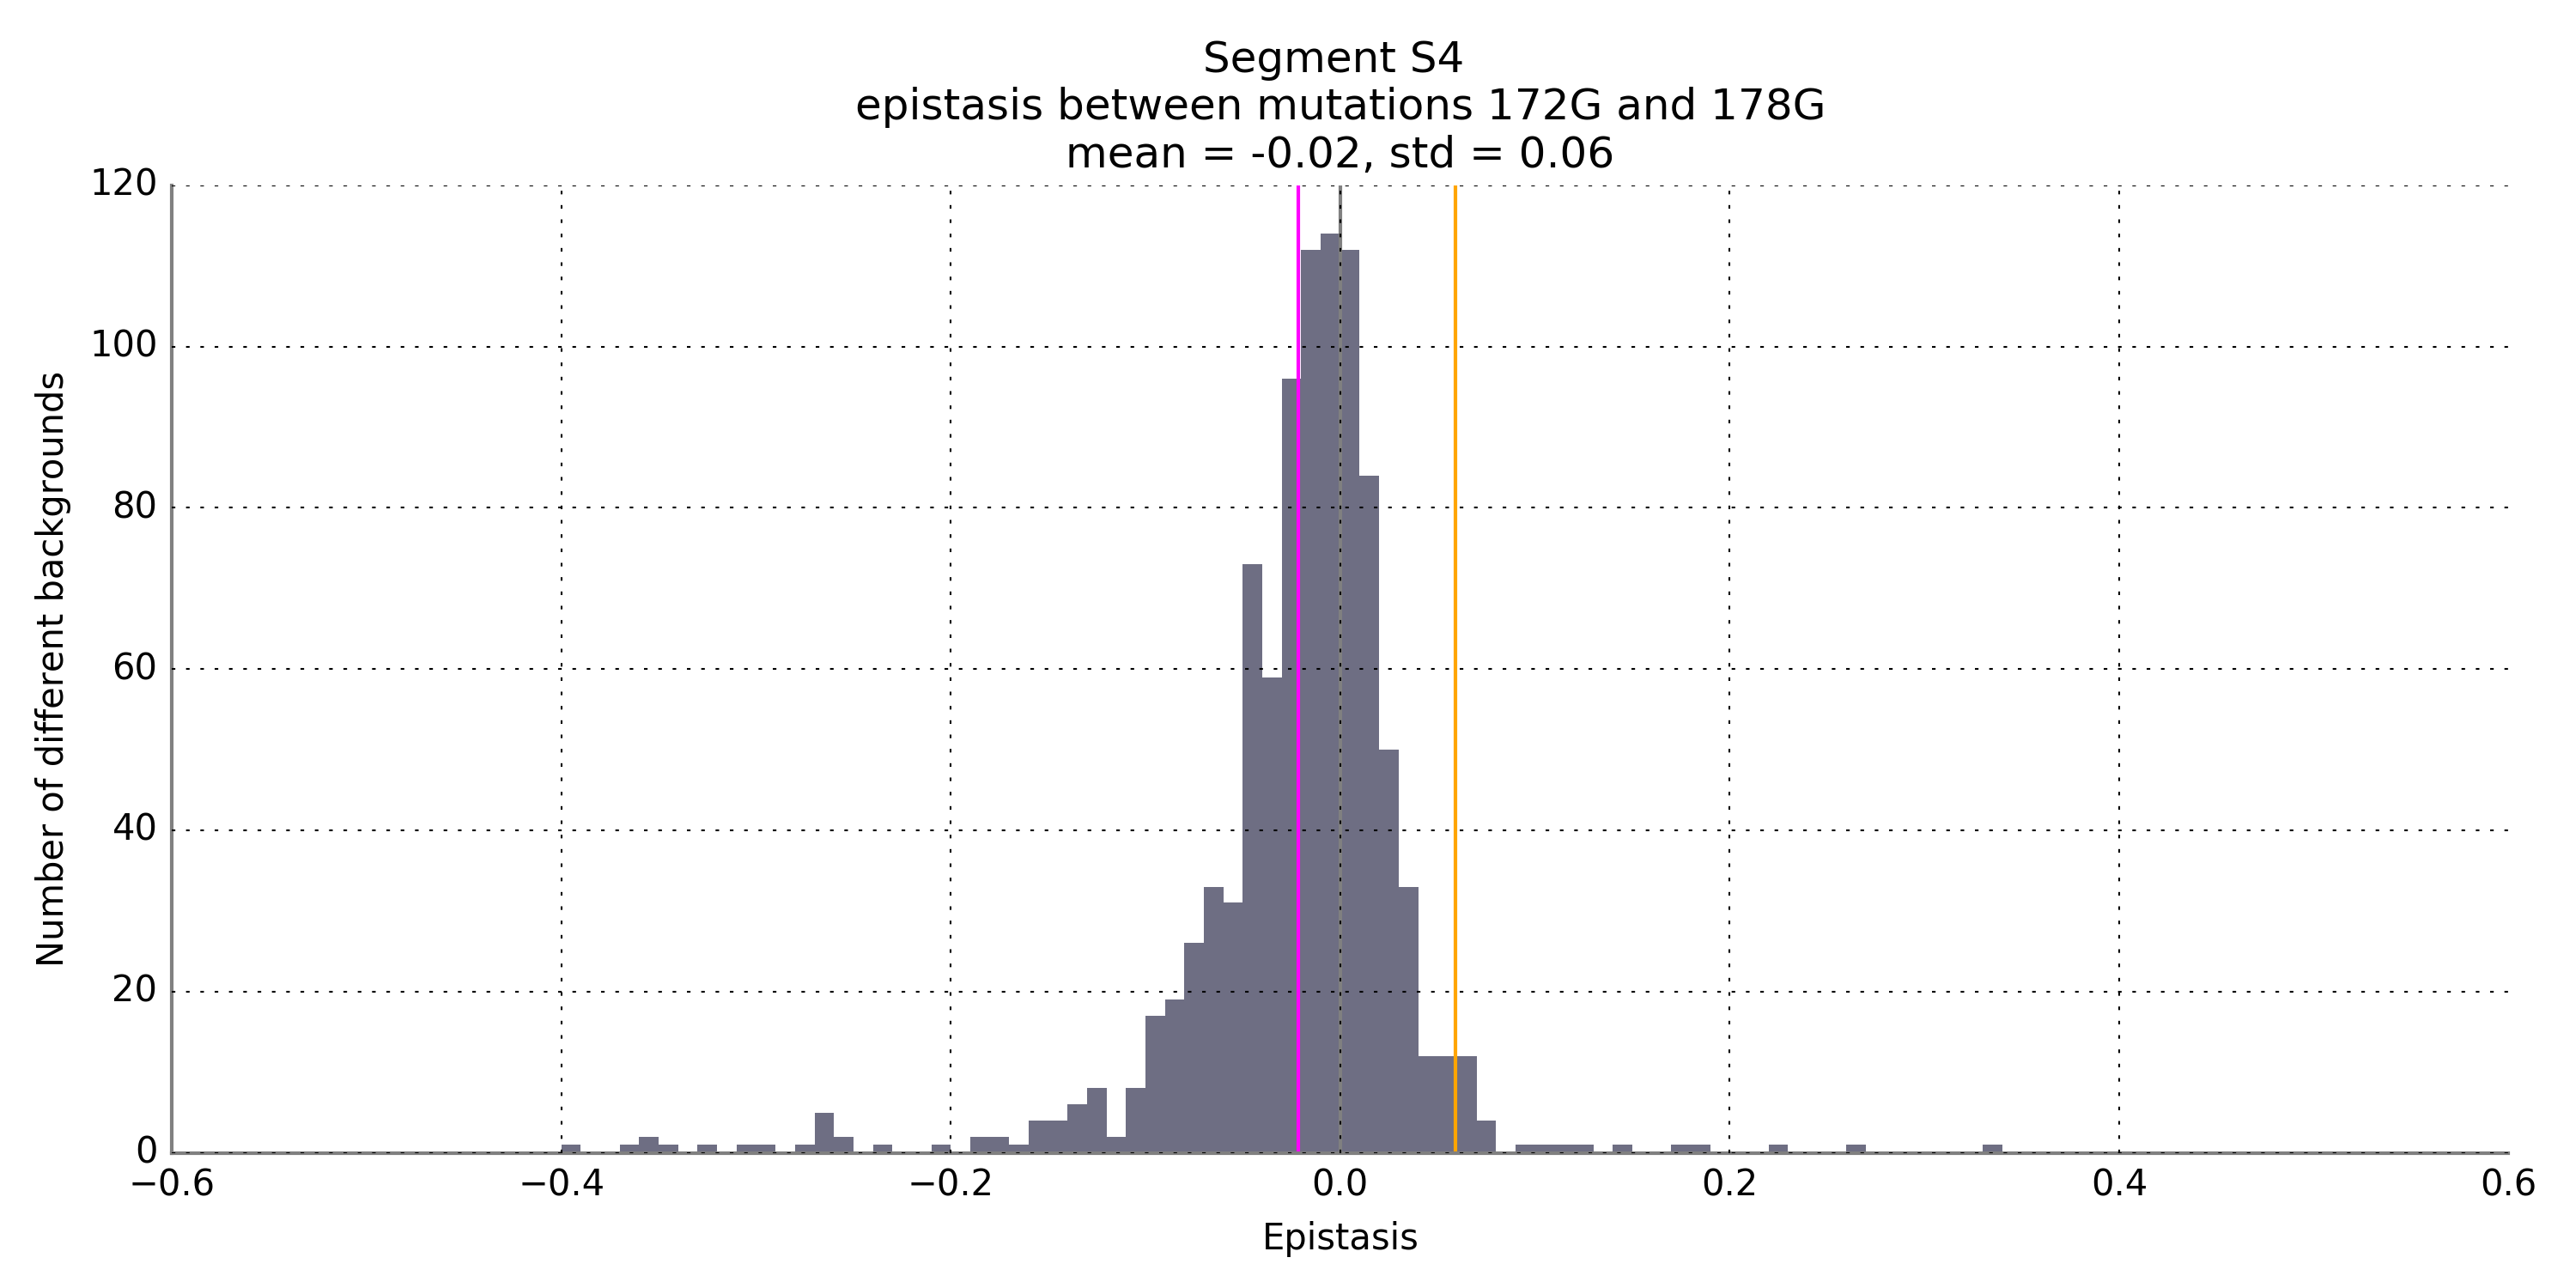 Segment S4
epistasis between mutations 172G and 178G
mean = -0.02, std = 0.06
120
100
80
60
40
20
0
Number of different backgrounds
−0.6 −0.4 −0.2 0.0 0.2 0.4 0.6
Epistasis